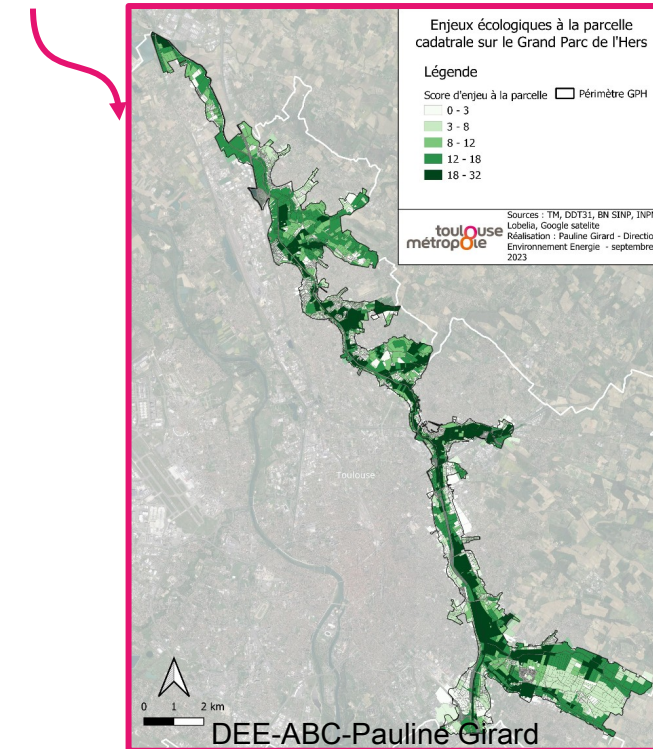 Enjeux écologiques à la parcelle
cadatrale sur le Grand Parc de l'Hers
Légende
Score d'enjeu à la parcelle
Périmètre GPH
0 - 3
3 - 8
8 - 12
12 - 18
18 - 32
toulouse
métropole
Sources : TM, DDT31, BN SINP, INPN
Lobelia, Google satelite
Réalisation : Pauline Girard - Directio
Environnement Energie - septembre
2023
Toulouse
0 1 2 km
DEE-ABC-Pauline Girard